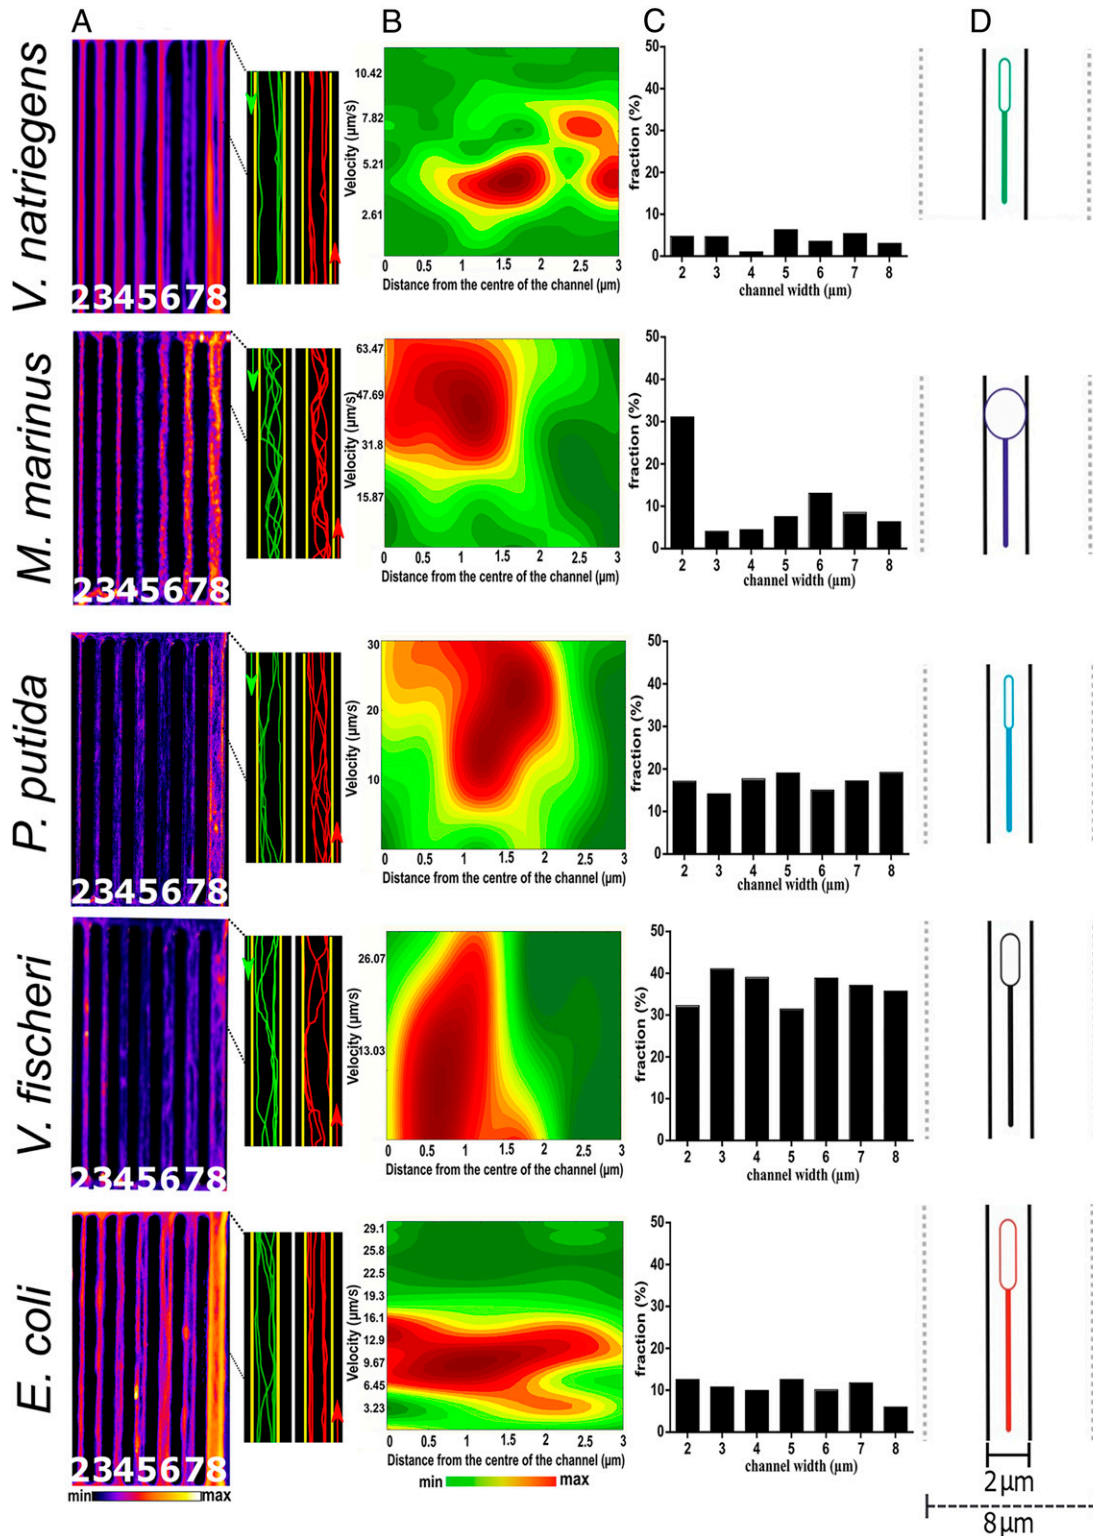 A B C D
V. natriegens
2345678
Velocity (µm/s)
10.42
7.82
5.21
2.61
0 0.5 1 1.5 2 2.5 3
Distance from the centre of the channel (µm)
fraction (%)
50
40
30
20
10
0
2 3 4 5 6 7 8
channel width (µm)
M. marinus
2345678
Velocity (µm/s)
63.47
47.69
31.8
15.87
0 0.5 1 1.5 2 2.5 3
Distance from the centre of the channel (µm)
fraction (%)
50
40
30
20
10
0
2 3 4 5 6 7 8
channel width (µm)
P. putida
2345678
Velocity (µm/s)
30
20
10
0 0.5 1 1.5 2 2.5 3
Distance from the centre of the channel (µm)
fraction (%)
50
40
30
20
10
0
2 3 4 5 6 7 8
channel width (µm)
V. fischeri
2345678
Velocity (µm/s)
26.07
13.03
0.5 1 1.5 2 2.5 3
Distance from the centre of the channel (µm)
fraction (%)
50
40
30
20
10
0
2 3 4 5 6 7 8
channel width (µm)
E. coli
2345678
min max
Velocity (µm/s)
29.1
25.8
22.5
19.3
16.1
12.9
9.67
6.45
3.23
0 0.5 1 1.5 2 2.5 3
Distance from the centre of the channel (µm)
min max
fraction (%)
50
40
30
20
10
0
2 3 4 5 6 7 8
channel width (µm)
2 µm
8 µm